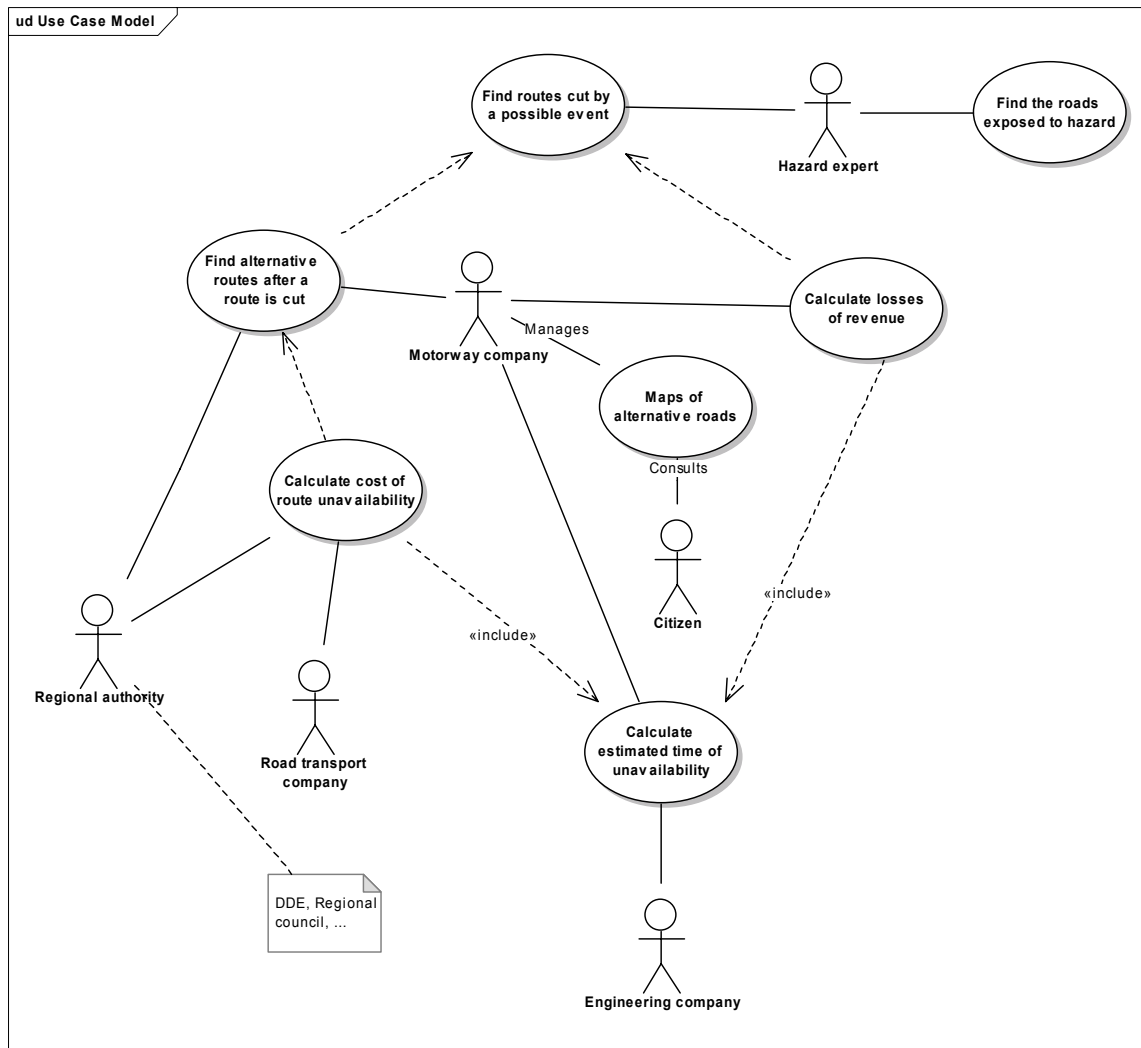 ud Use Case Model
Find routes cut by
a possible event
Find the roads
exposed to hazard
Hazard expert
Find alternative
routes after a
route is cut
Calculate losses
of revenue
Manages
Motorway company
Maps of
alternative roads
Consults
Calculate cost of
route unavailability
«include»
«include»
Citizen
Regional authority
Road transport
company
Calculate
estimated time of
unavailability
DDE, Regional
council, ...
Engineering company